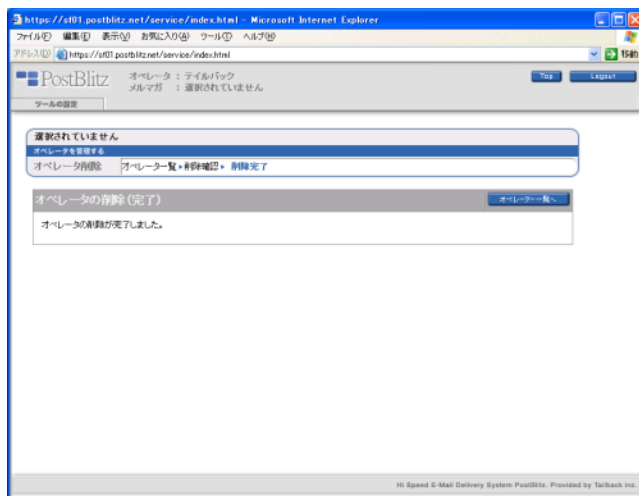 https://sf01.postblitz.net/service/index.html - Microsoft Internet Explorer
ファイル(F) 編集(E) 表示(V) お気に入り(A) ツール(T) ヘルプ(H)
アドレス(D) https://sf01.postblitz.net/service/index.html 移動
PostBlitz
オペレータ : テイルバック
メルマガ : 選択されていません
Top Logout
ツールの設定
選択されていません
オペレータを管理する
オペレータ削除 オペレーター覧 ▸ 削除確認 ▸ 削除完了
オペレータの削除(完了) オペレーター一覧へ
オペレータの削除が完了しました。
Hi Speed E-Mail Delivery System PostBlitz. Provided by Tailback inc.